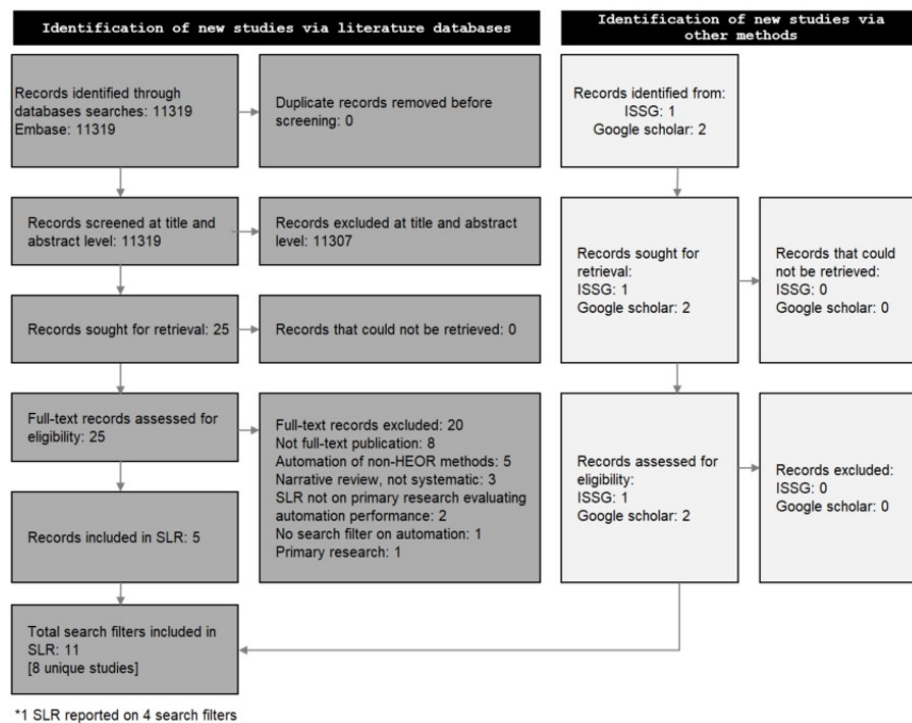 Identification of new studies via literature databases
Identification of new studies via
other methods
Records identified through
databases searches: 11319
Embase: 11319
Duplicate records removed before
screening: 0
Records identified from:
ISSG: 1
Google scholar: 2
Records screened at title and
abstract level: 11319
Records excluded at title and abstract
level: 11307
Records sought for
retrieval:
ISSG: 1
Google scholar: 2
Records that could
not be retrieved:
ISSG: 0
Google scholar: 0
Records sought for retrieval: 25
Records that could not be retrieved: 0
Full-text records assessed for
eligibility: 25
Full-text records excluded: 20
Not full-text publication: 8
Automation of non-HEOR methods: 5
Narrative review, not systematic: 3
SLR not on primary research evaluating
automation performance: 2
No search filter on automation: 1
Primary research: 1
Records assessed for
eligibility:
ISSG: 1
Google scholar: 2
Records excluded:
ISSG: 0
Google scholar: 0
Records included in SLR: 5
Total search filters included in
SLR: 11
[8 unique studies]
*1 SLR reported on 4 search filters